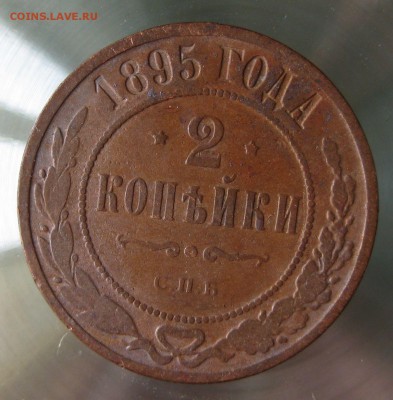 COINS.LAVE.RU
1895 ГОДА
2
КОПѢЙКИ
С.П.Б.